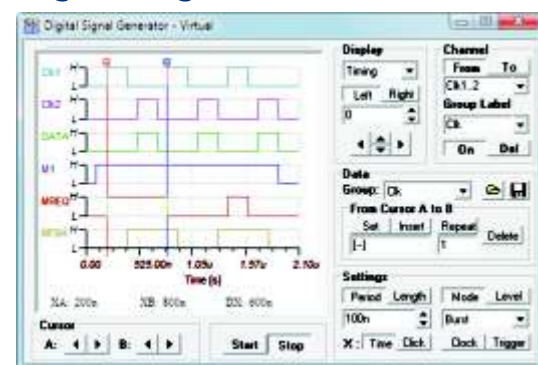 Digital Signal Generator - Virtual
Clk1 H L
Clk2 H L
DATA H L
M1 H L
MREQ H L
H L
0.00 525.00n 1.05u 1.57u 2.10u
Time (s)
XA: 200n XB: 800n DX: 600n
Cursor
A: B:
Start Stop
Display
Timing
Left Right
0
Channel
From To
Clk1..2
Group Label
Clk
On Del
Data
Group: Clk
From Cursor A to B
Set Insert Repeat
[--] 1 Delete
Settings
Period Length Node Level
100n Burst
X: Time Click Clock Trigger